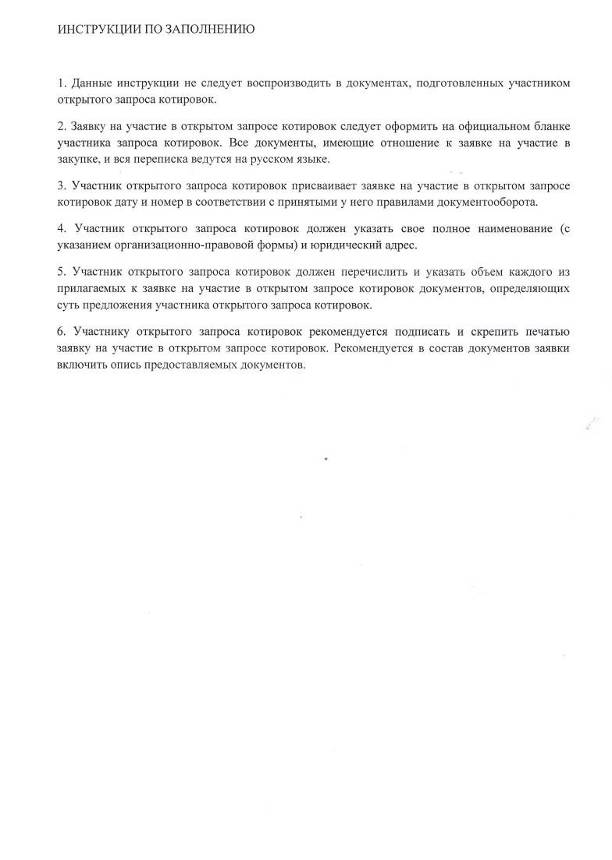 ИНСТРУКЦИИ ПО ЗАПОЛНЕНИЮ
1. Данные инструкции не следует воспроизводить в документах, подготовленных участником
открытого запроса котировок.
2. Заявку на участие в открытом запросе котировок следует оформить на официальном бланке
участника запроса котировок. Все документы, имеющие отношение к заявке на участие в
закупке, и вся переписка ведутся на русском языке.
3. Участник открытого запроса котировок присваивает заявке на участие в открытом запросе
котировок дату и номер в соответствии с принятыми у него правилами документооборота.
4. Участник открытого запроса котировок должен указать свое полное наименование (с
указанием организационно-правовой формы) и юридический адрес.
5. Участник открытого запроса котировок должен перечислить и указать объем каждого из
прилагаемых к заявке на участие в открытом запросе котировок документов, определяющих
суть предложения участника открытого запроса котировок.
6. Участнику открытого запроса котировок рекомендуется подписать и скрепить печатью
заявку на участие в открытом запросе котировок. Рекомендуется в состав документов заявки
включить опись предоставляемых документов.